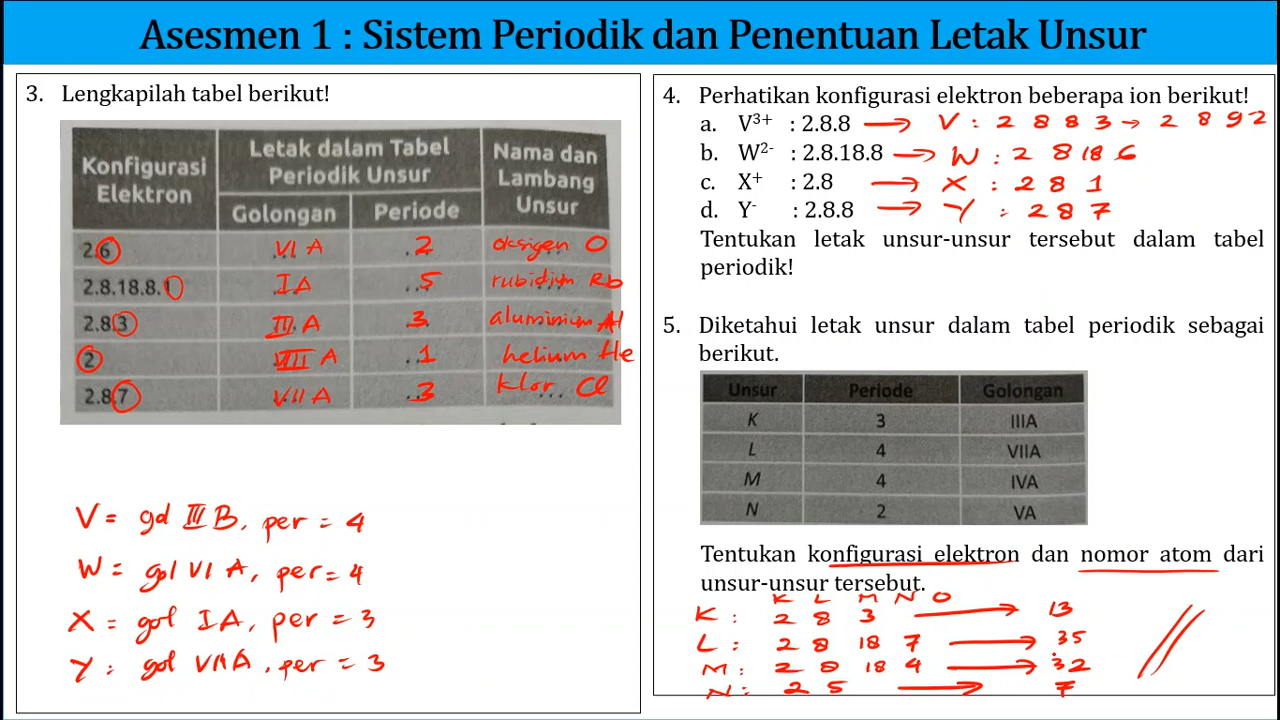 Asesmen 1 : Sistem Periodik dan Penentuan Letak Unsur
3. Lengkapilah tabel berikut!
Konfigurasi Elektron | Letak dalam Tabel Periodik Unsur | Nama dan Lambang Unsur
Golongan | Periode
2.6 | VI A | 2 | oksigen O
2.8.18.8.1 | I A | 5 | rubidium Rb
2.8.3 | III A | 3 | aluminium Al
2 | VIII A | 1 | helium He
2.8.7 | VII A | 3 | klor Cl
V = gol III B, per = 4
W = gol VI A, per = 4
X = gol I A, per = 3
Y : gol VII A, per = 3
4. Perhatikan konfigurasi elektron beberapa ion berikut!
a. V³⁺ : 2.8.8 → V : 2 8 8 3 → 2 8 9 2
b. W²⁻ : 2.8.18.8 → W : 2 8 18 6
c. X⁺ : 2.8 → X : 2 8 1
d. Y⁻ : 2.8.8 → Y : 2 8 7
Tentukan letak unsur-unsur tersebut dalam tabel
periodik!
5. Diketahui letak unsur dalam tabel periodik sebagai
berikut.
Unsur | Periode | Golongan
K | 3 | IIIA
L | 4 | VIIA
M | 4 | IVA
N | 2 | VA
Tentukan konfigurasi elektron dan nomor atom dari
unsur-unsur tersebut.
K L M N O
K : 2 8 3 → 13
L : 2 8 18 7 → 35
M : 2 8 18 4 → 32
N : 2 5 → 7